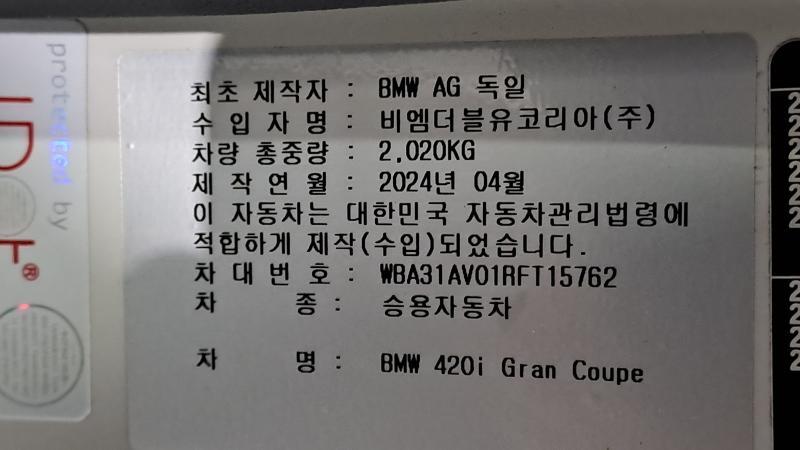 최초 제작자 : BMW AG 독일
수 입 자 명 : 비엠더블유코리아(주)
차량 총중량 : 2,020KG
제 작 연 월 : 2024년 04월
이 자동차는 대한민국 자동차관리법령에
적합하게 제작(수입)되었습니다.
차 대 번 호 : WBA31AV01RFT15762
차 종 : 승용자동차
차 명 : BMW 420i Gran Coupe
protected by